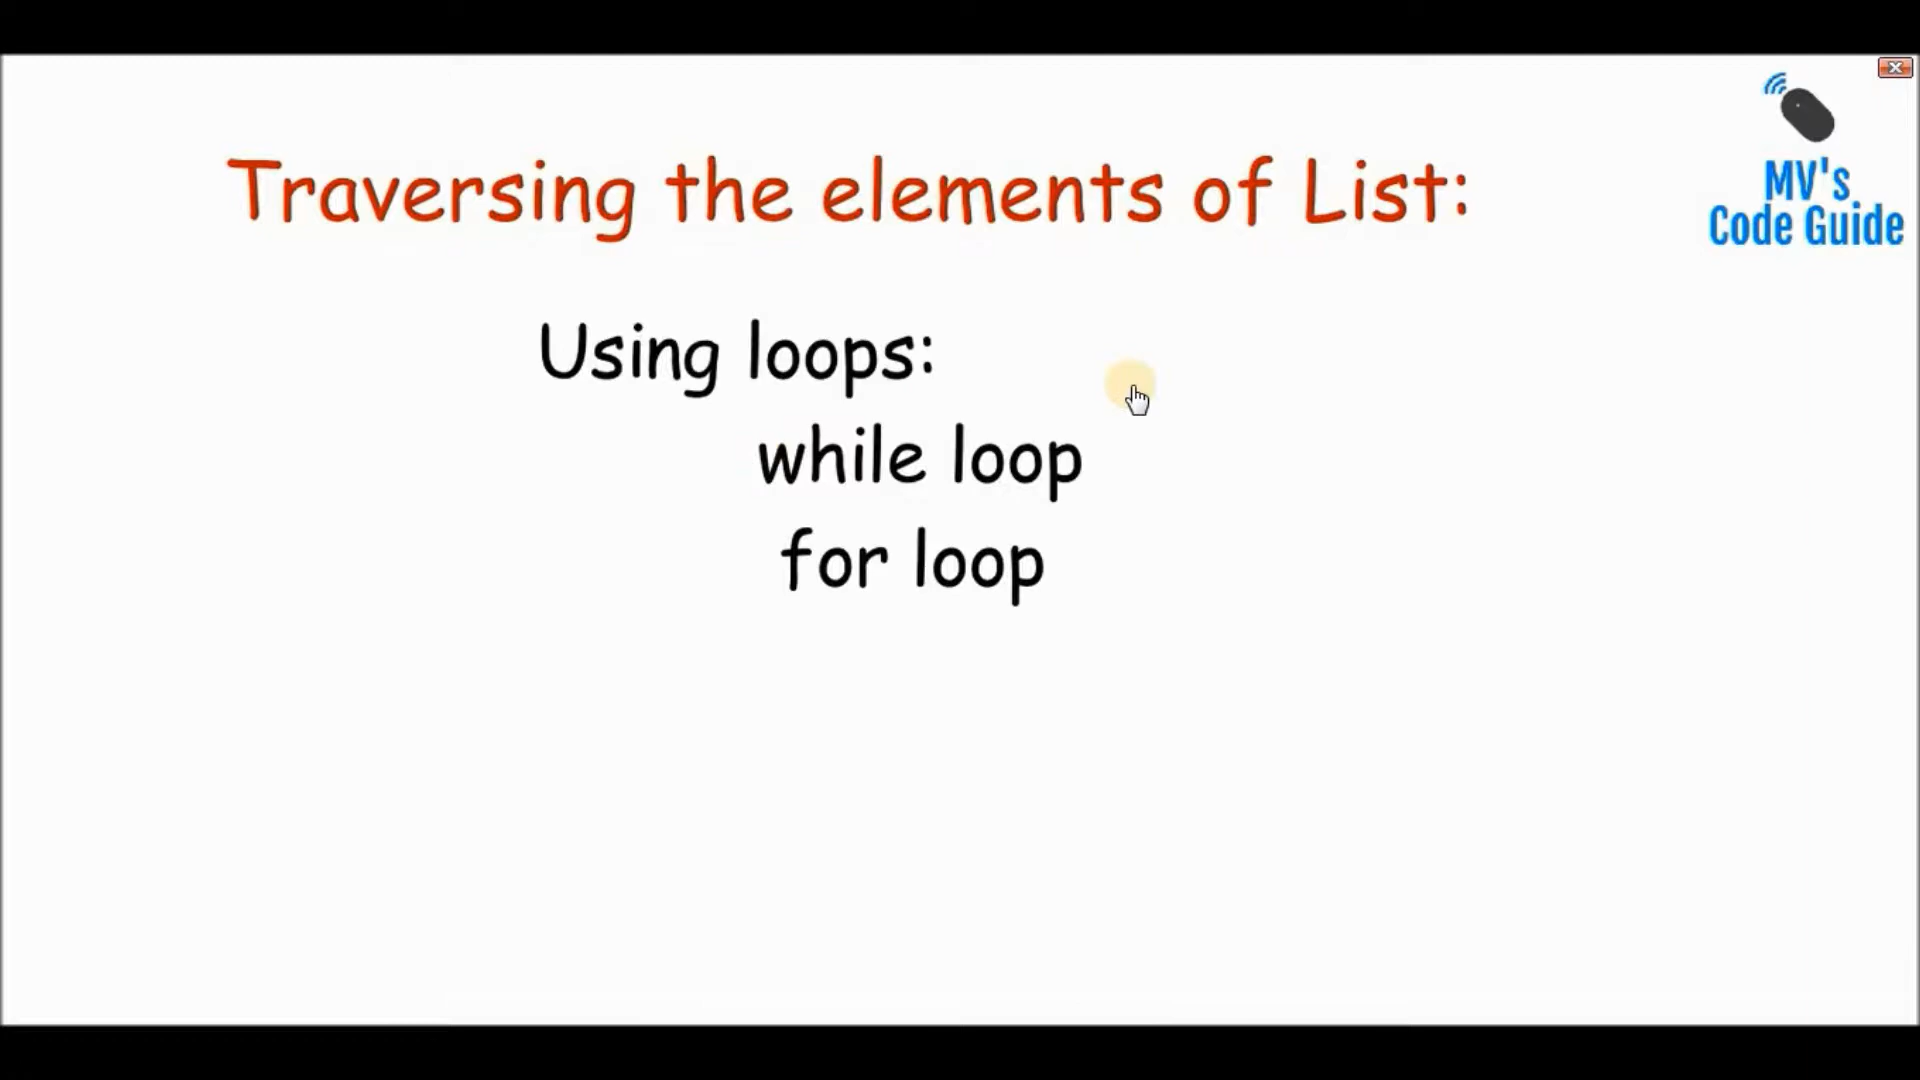 Traversing the elements of List:
MV's
Code Guide
Using loops:
while loop
for loop